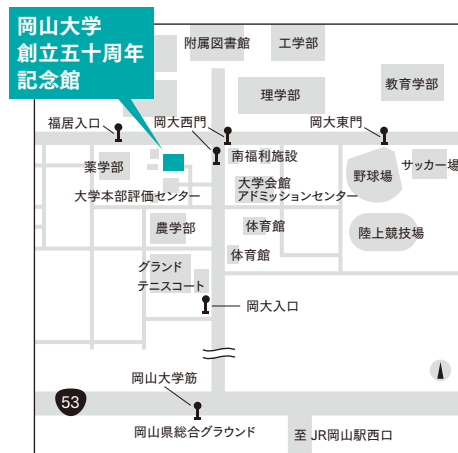 岡山大学
創立五十周年
記念館
附属図書館
工学部
理学部
教育学部
福居入口
岡大西門
岡大東門
薬学部
南福利施設
野球場
サッカー場
大学本部評価センター
大学会館
アドミッションセンター
農学部
体育館
陸上競技場
体育館
グランド
テニスコート
岡大入口
岡山大学筋
53
岡山県総合グラウンド
至 JR岡山駅西口